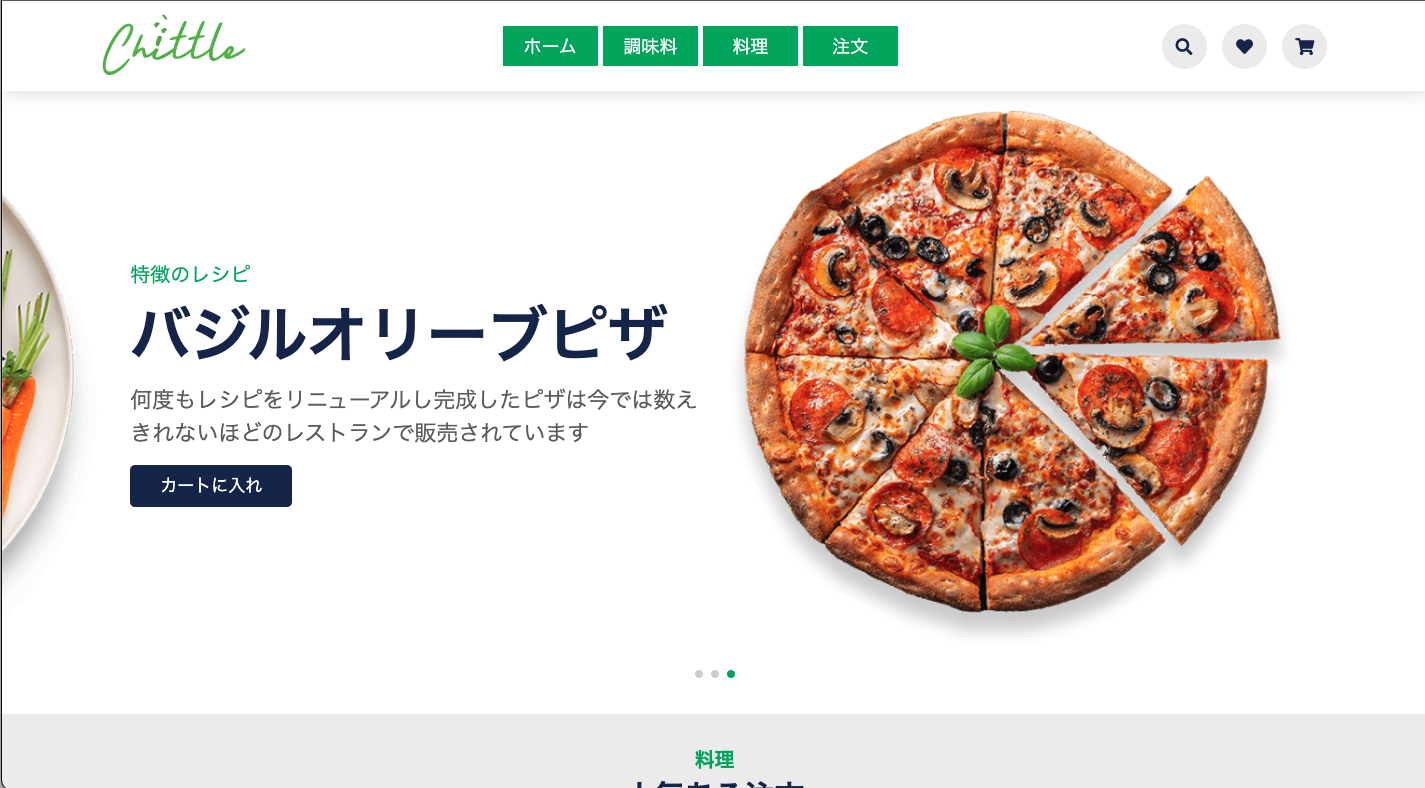 Chittle
ホーム
調味料
料理
注文
特徴のレシピ
バジルオリーブピザ
何度もレシピをリニューアルし完成したピザは今では数え
きれないほどのレストランで販売されています
カートに入れ
料理